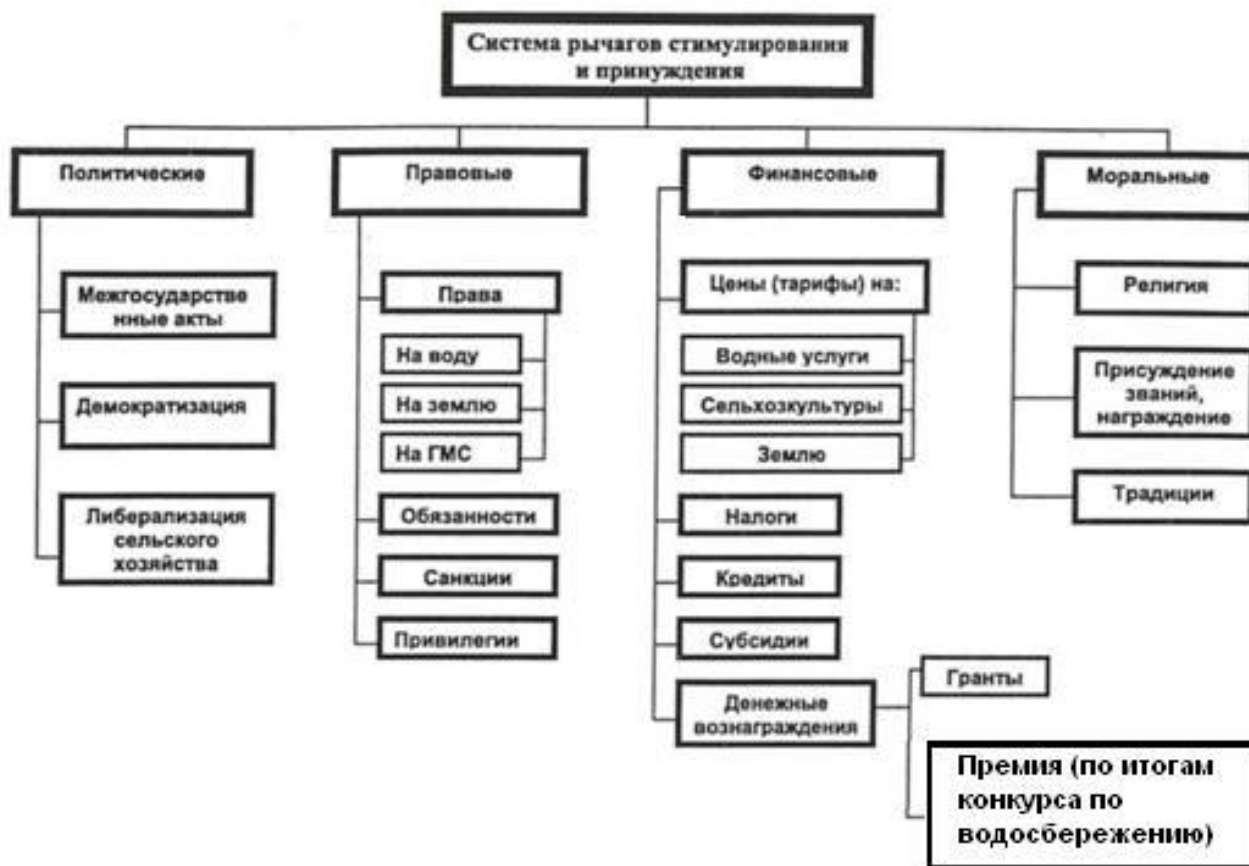 Система рычагов стимулирования
и принуждения
Политические
Правовые
Финансовые
Моральные
Межгосударстве
нные акты
Демократизация
Либерализация
сельского
хозяйства
Права
На воду
На землю
На ГМС
Обязанности
Санкции
Привилегии
Цены (тарифы) на:
Водные услуги
Сельхозкультуры
Землю
Налоги
Кредиты
Субсидии
Денежные
вознаграждения
Гранты
Премия (по итогам
конкурса по
водосбережению)
Религия
Присуждение
званий,
награждение
Традиции